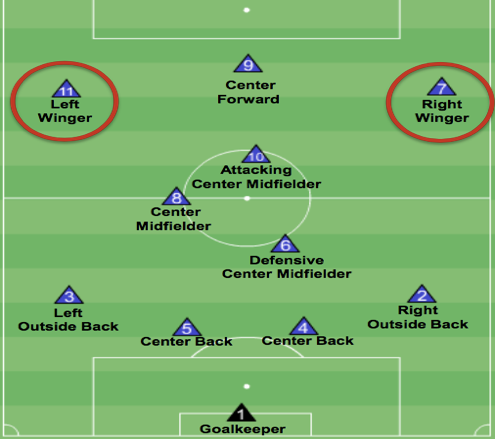 9
Center
Forward
11
Left
Winger
7
Right
Winger
10
Attacking
Center Midfielder
8
Center
Midfielder
6
Defensive
Center Midfielder
3
Left
Outside Back
2
Right
Outside Back
5
Center Back
4
Center Back
1
Goalkeeper